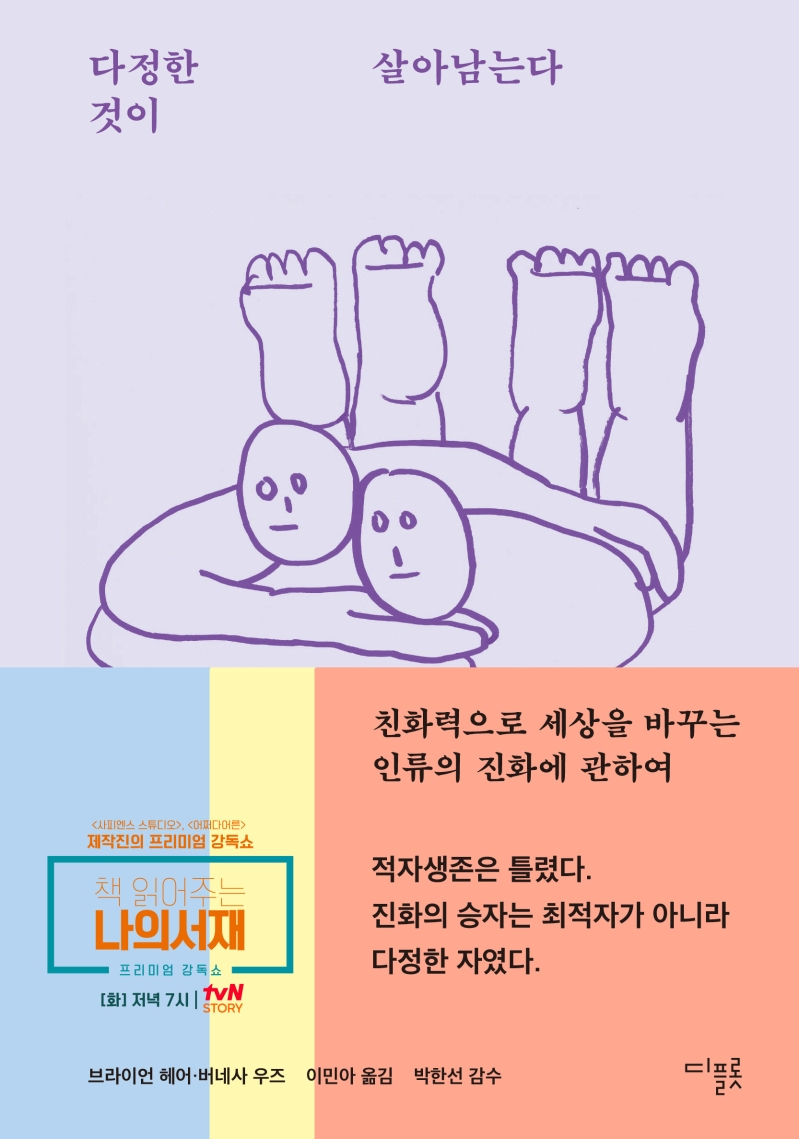 다정한
것이
살아남는다
친화력으로 세상을 바꾸는
인류의 진화에 관하여
<사피엔스 스튜디오>, <어쩌다어른>
제작진의 프리미엄 강독쇼
책 읽어주는
나의서재
프리미엄 강독쇼
[화] 저녁 7시 | tvN STORY
적자생존은 틀렸다.
진화의 승자는 최적자가 아니라
다정한 자였다.
브라이언 헤어·버네사 우즈 이민아 옮김 박한선 감수
디플롯